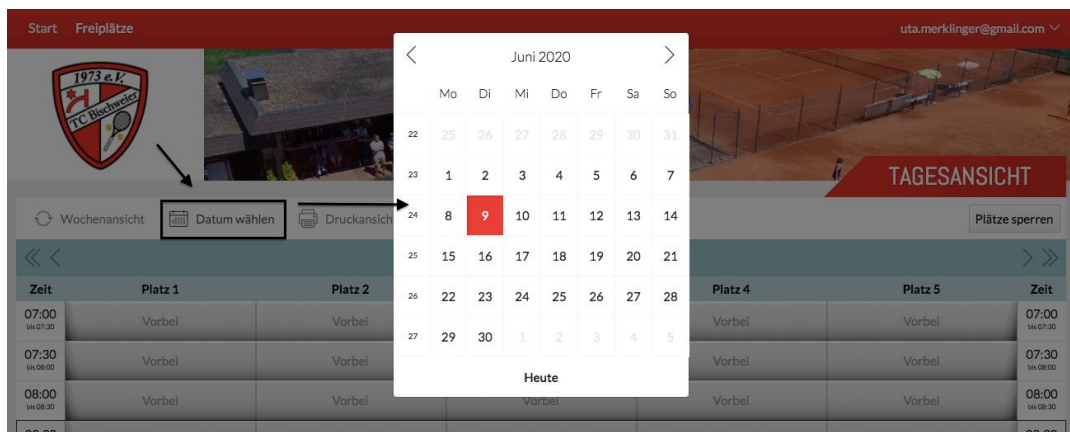 Start Freiplätze uta.merklinger@gmail.com
1973 e.V.
TC Bischweier
TAGESANSICHT
Wochenansicht Datum wählen Druckansich
Plätze sperren
Juni 2020
Mo Di Mi Do Fr Sa So
22 25 26 27 28 29 30 31
23 1 2 3 4 5 6 7
24 8 9 10 11 12 13 14
25 15 16 17 18 19 20 21
26 22 23 24 25 26 27 28
27 29 30 1 2 3 4 5
Heute
Zeit Platz 1 Platz 2 Platz 4 Platz 5 Zeit
07:00 Vorbei Vorbei Vorbei Vorbei 07:00
bis 07:30 bis 07:30
07:30 Vorbei Vorbei Vorbei Vorbei 07:30
bis 08:00 bis 08:00
08:00 Vorbei Vorbei Vorbei Vorbei Vorbei 08:00
bis 08:30 bis 08:30